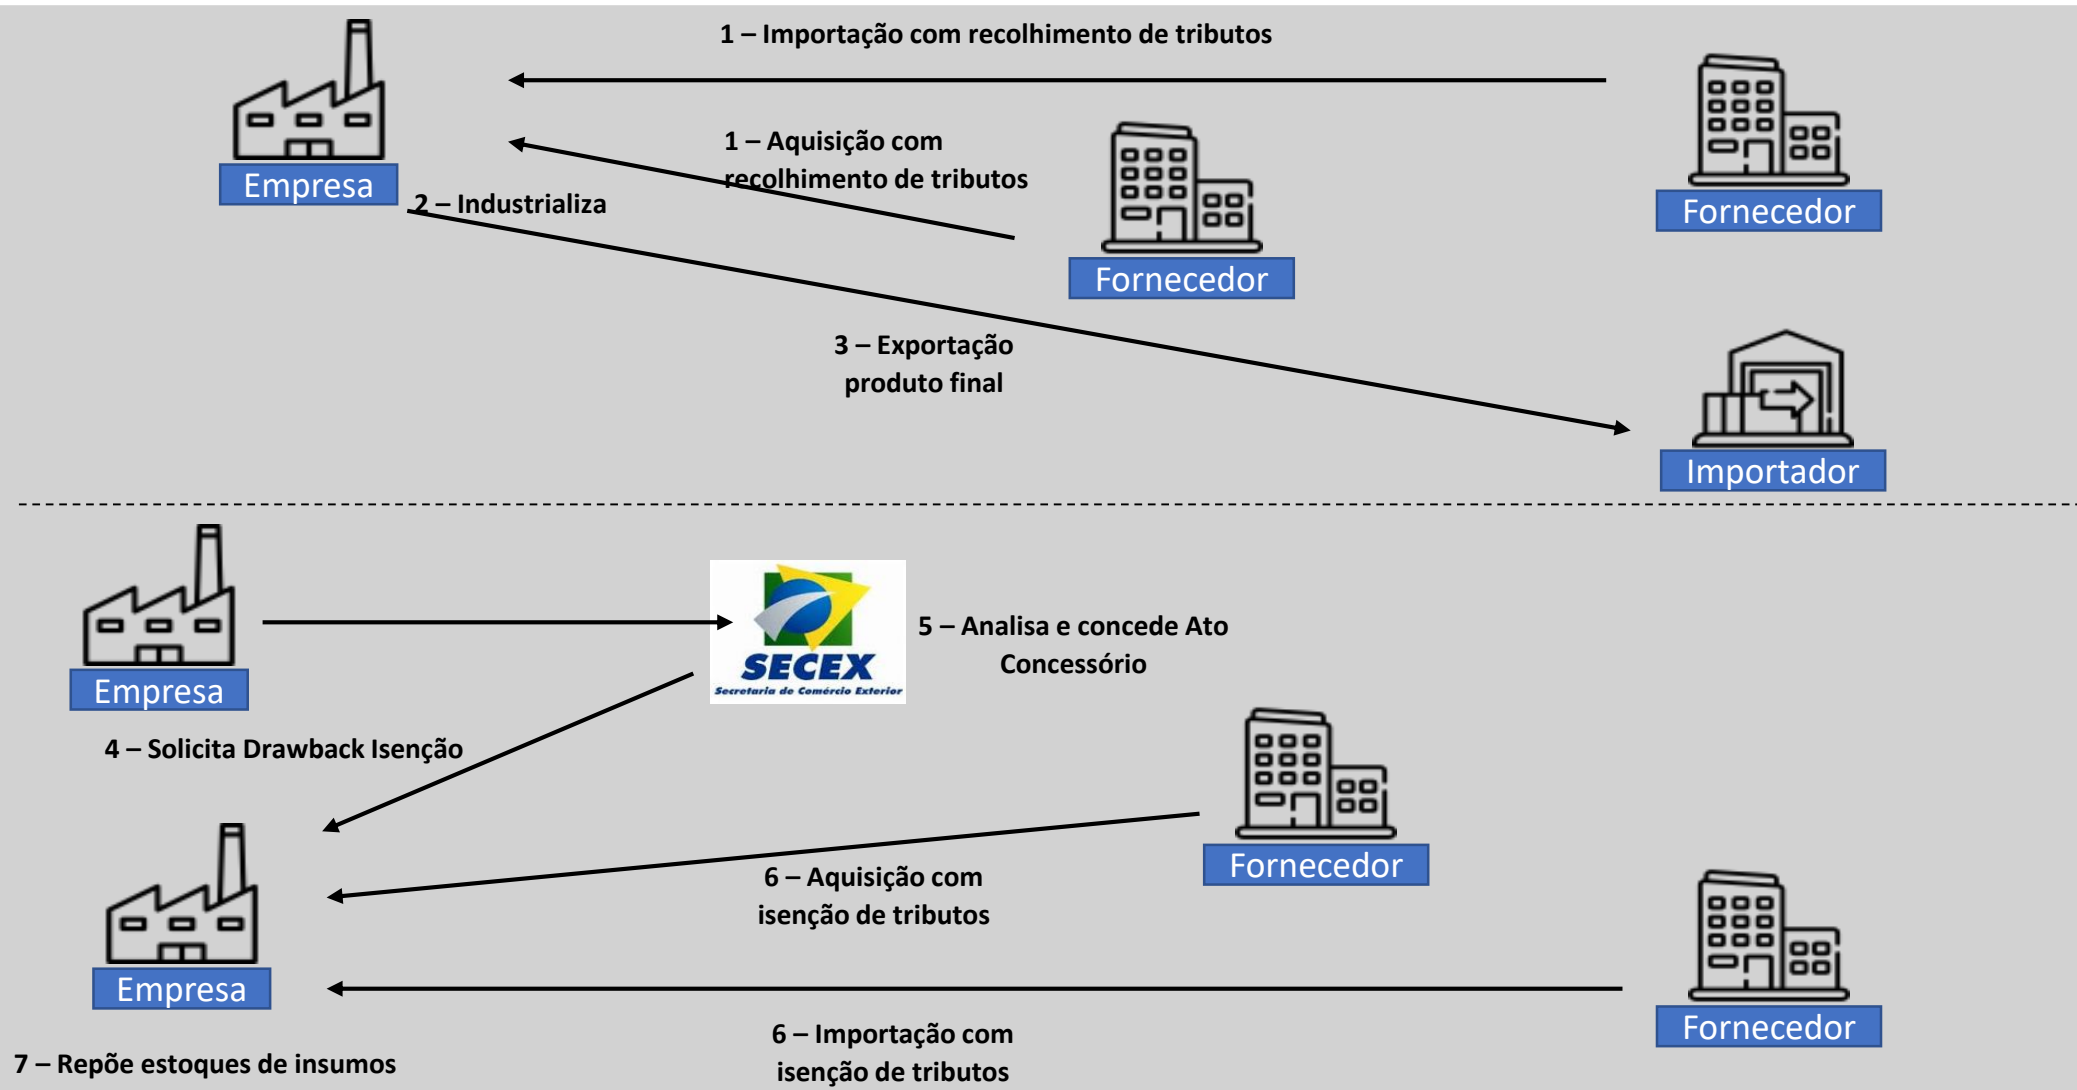 1 – Importação com recolhimento de tributos
1 – Aquisição com
recolhimento de tributos
Empresa
2 – Industrializa
Fornecedor
Fornecedor
3 – Exportação
produto final
Importador
SECEX
Secretaria de Comércio Exterior
5 – Analisa e concede Ato
Concessório
Empresa
4 – Solicita Drawback Isenção
Fornecedor
6 – Aquisição com
isenção de tributos
Empresa
Fornecedor
6 – Importação com
isenção de tributos
7 – Repõe estoques de insumos